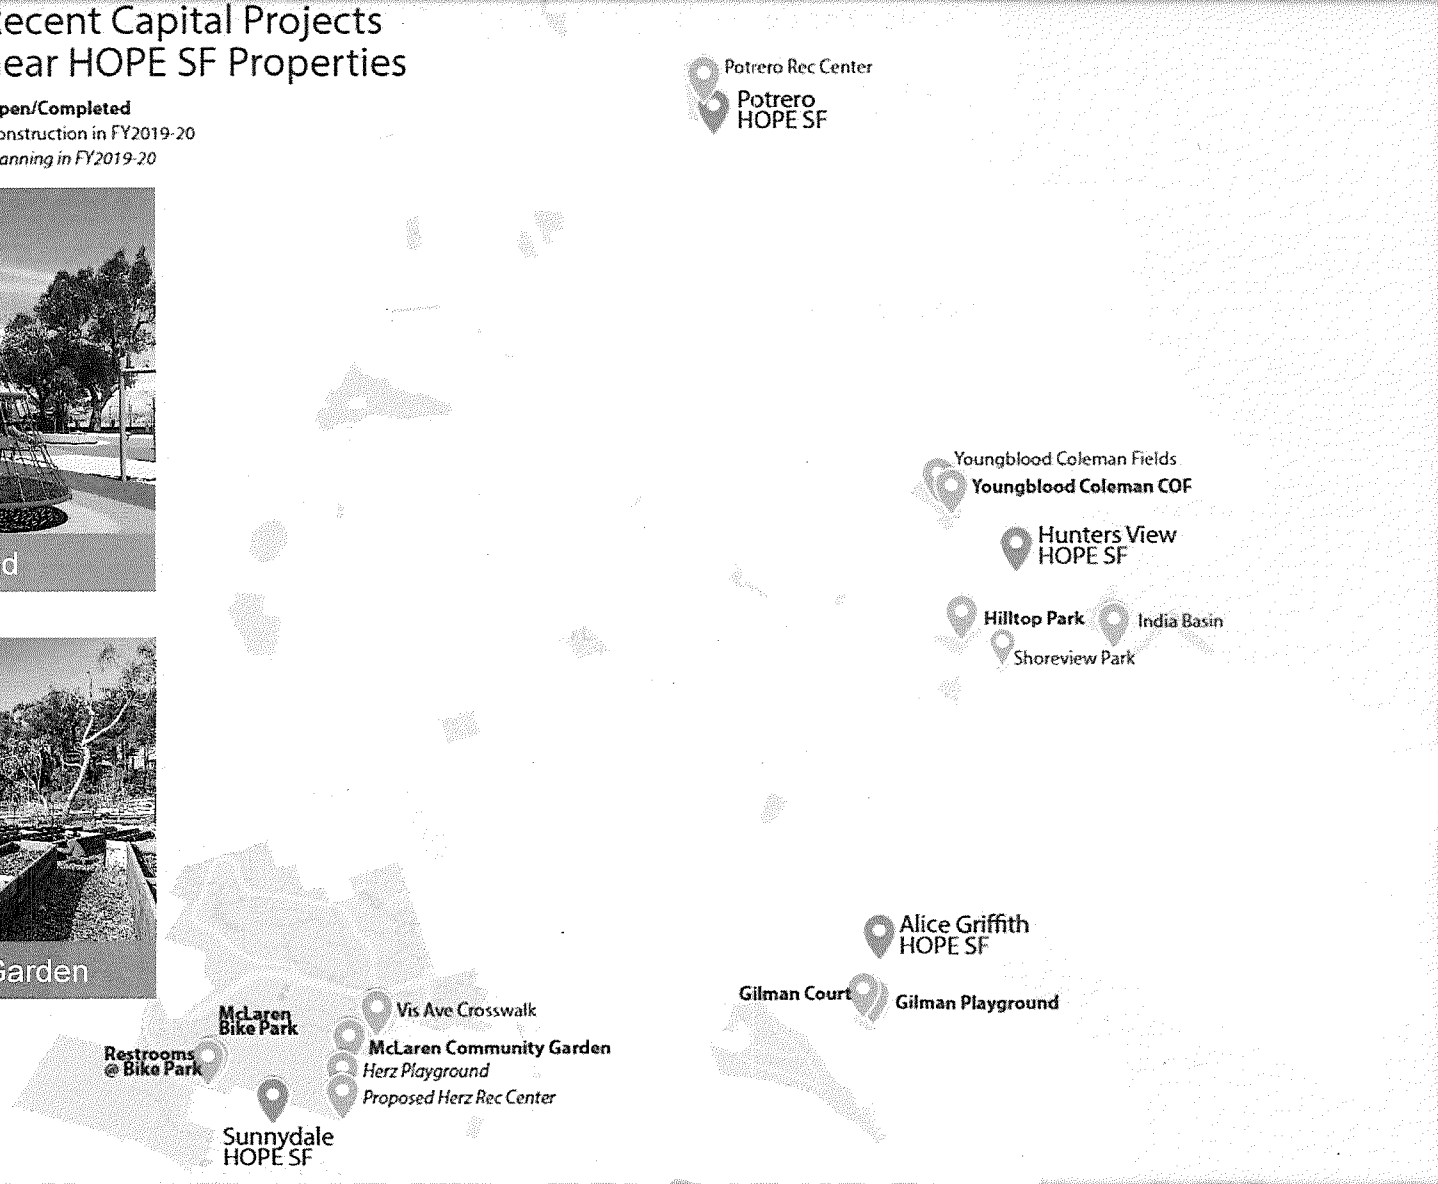 ecent Capital Projects
ear HOPE SF Properties
pen/Completed
onstruction in FY2019-20
anning in FY2019-20
d
Garden
Potrero Rec Center
Potrero
HOPE SF
Youngblood Coleman Fields
Youngblood Coleman COF
Hunters View
HOPE SF
Hilltop Park
India Basin
Shoreview Park
Alice Griffith
HOPE SF
Gilman Court
Gilman Playground
Vis Ave Crosswalk
McLaren
Bike Park
McLaren Community Garden
Restrooms
@ Bike Park
Herz Playground
Proposed Herz Rec Center
Sunnydale
HOPE SF